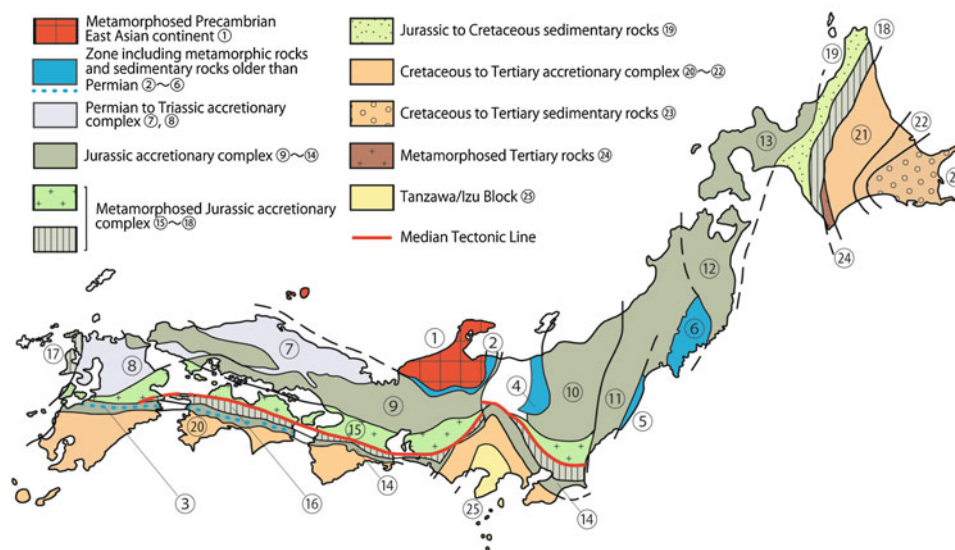 Metamorphosed Precambrian
East Asian continent ①
Zone including metamorphic rocks
and sedimentary rocks older than
Permian ②～⑥
Permian to Triassic accretionary
complex ⑦, ⑧
Jurassic accretionary complex ⑨～⑭
Metamorphosed Jurassic accretionary
complex ⑮～⑱
Jurassic to Cretaceous sedimentary rocks ⑲
Cretaceous to Tertiary accretionary complex ⑳～㉒
Cretaceous to Tertiary sedimentary rocks ㉓
Metamorphosed Tertiary rocks ㉔
Tanzawa/Izu Block ㉕
Median Tectonic Line
⑱
⑲
㉒
⑬
㉑
㉔
⑫
⑥
①
②
⑦
④
⑰
⑧
⑩
⑪
⑨
⑤
⑮
⑳
⑭
③
⑯
㉕
⑭